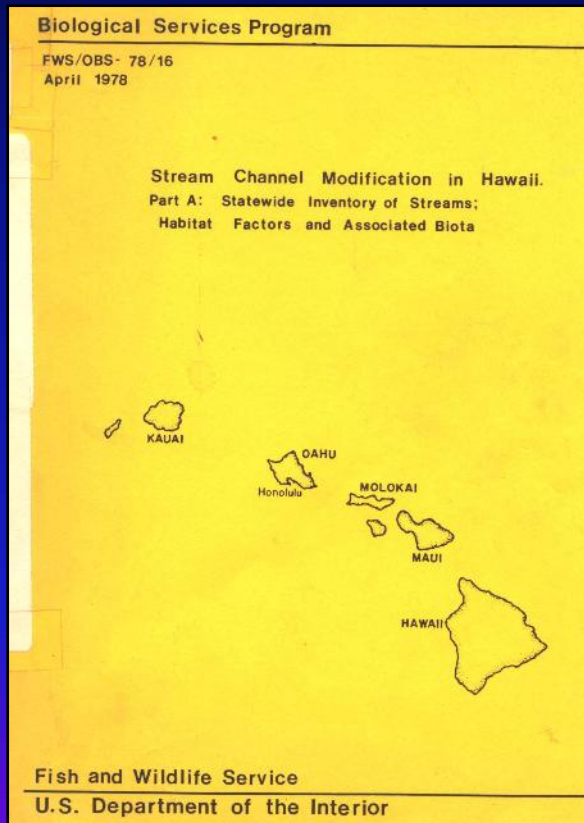 Biological Services Program
FWS/OBS- 78/16
April 1978
Stream Channel Modification in Hawaii.
Part A: Statewide Inventory of Streams;
Habitat Factors and Associated Biota
KAUAI
OAHU
Honolulu
MOLOKAI
MAUI
HAWAII
Fish and Wildlife Service
U.S. Department of the Interior